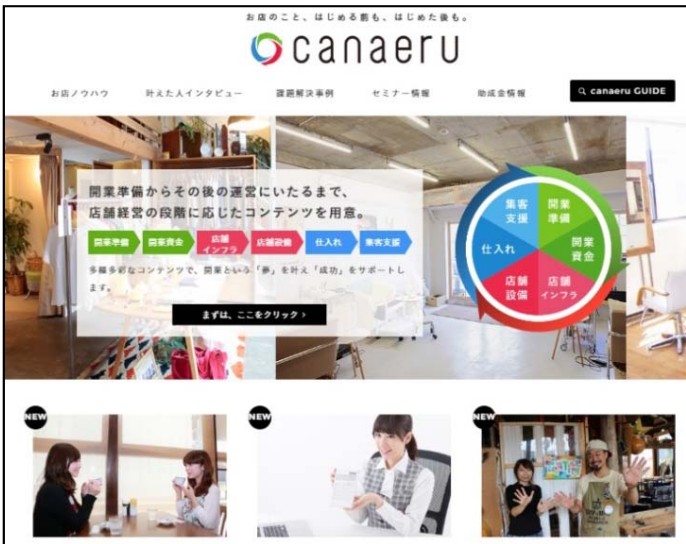 お店のこと、はじめる前も、はじめた後も。
canaeru
お店ノウハウ
叶えた人インタビュー
課題解決事例
セミナー情報
助成金情報
canaeru GUIDE
開業準備からその後の運営にいたるまで、
店舗経営の段階に応じたコンテンツを用意。
開業準備
開業資金
店舗
インフラ
店舗設備
仕入れ
集客支援
多種多彩なコンテンツで、開業という「夢」を叶え「成功」をサポートし
ます。
まずは、ここをクリック >
集客
支援
開業
準備
仕入れ
開業
資金
店舗
設備
店舗
インフラ
NEW
NEW
NEW